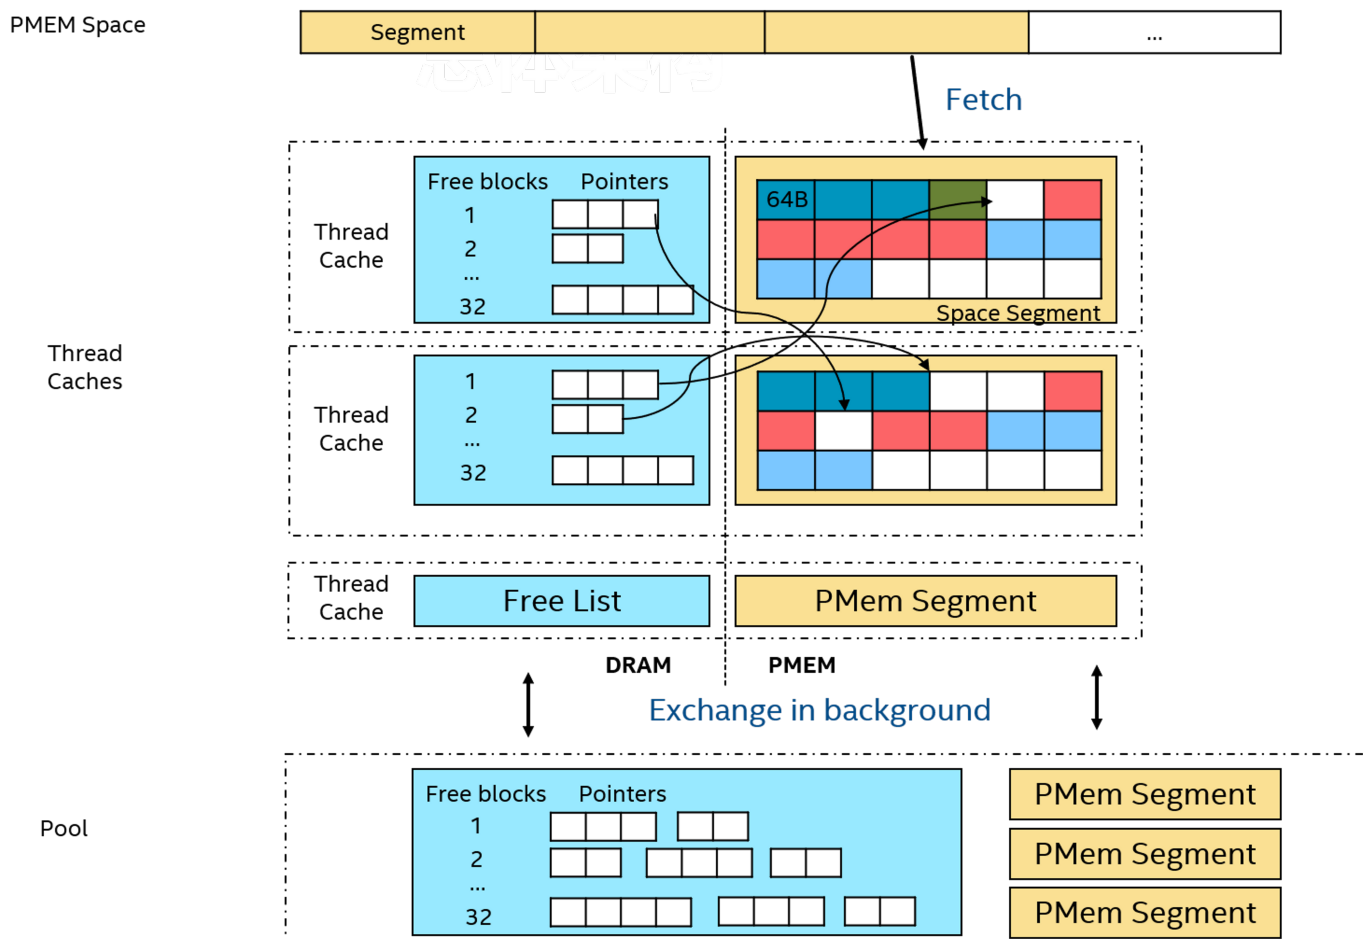 PMEM Space
Segment
...
Fetch
Free blocks Pointers
1
2
...
32
Thread
Cache
64B
Space Segment
Thread
Caches
1
2
...
32
Thread
Cache
Thread
Cache
Free List
PMem Segment
DRAM
PMEM
Exchange in background
Pool
Free blocks Pointers
1
2
...
32
PMem Segment
PMem Segment
PMem Segment